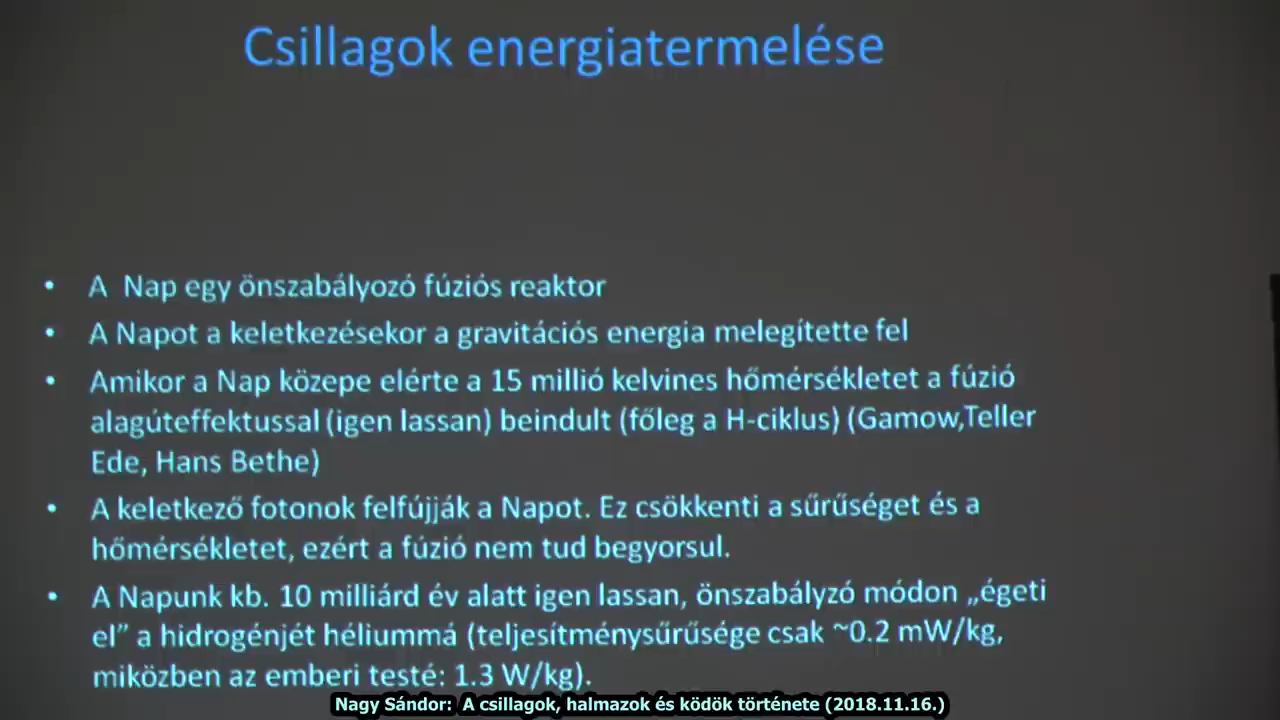 Csillagok energiatermelése
• A Nap egy önszabályozó fúziós reaktor
• A Napot a keletkezésekor a gravitációs energia melegítette fel
• Amikor a Nap közepe elérte a 15 millió kelvines hőmérsékletet a fúzió
alagúteffektussal (igen lassan) beindult (főleg a H-ciklus) (Gamow,Teller
Ede, Hans Bethe)
• A keletkező fotonok felfújják a Napot. Ez csökkenti a sűrűséget és a
hőmérsékletet, ezért a fúzió nem tud begyorsul.
• A Napunk kb. 10 milliárd év alatt igen lassan, önszabályzó módon „égeti
el” a hidrogénjét héliummá (teljesítménysűrűsége csak ~0.2 mW/kg,
miközben az emberi testé: 1.3 W/kg).
Nagy Sándor: A csillagok, halmazok és ködök története (2018.11.16.)